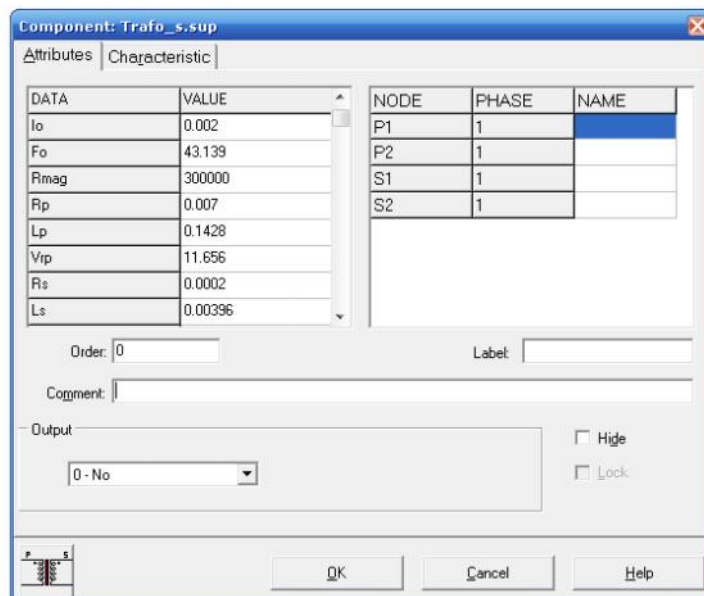 Component: Trafo_s.sup
Attributes Characteristic
DATA VALUE
Io 0.002
Fo 43.139
Rmag 300000
Rp 0.007
Lp 0.1428
Vrp 11.656
Rs 0.0002
Ls 0.00396
NODE PHASE NAME
P1 1
P2 1
S1 1
S2 1
Order: 0 Label:
Comment:
Output
0 - No
Hide
Lock
P S
OK Cancel Help